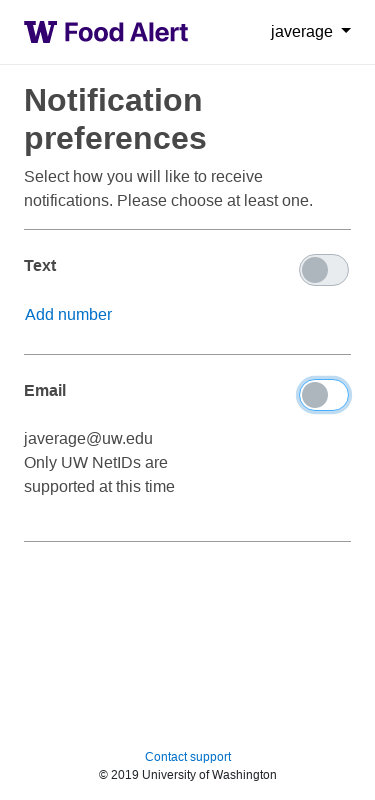 W Food Alert
javerage
Notification
preferences
Select how you will like to receive
notifications. Please choose at least one.
Text
Add number
Email
javerage@uw.edu
Only UW NetIDs are
supported at this time
Contact support
© 2019 University of Washington